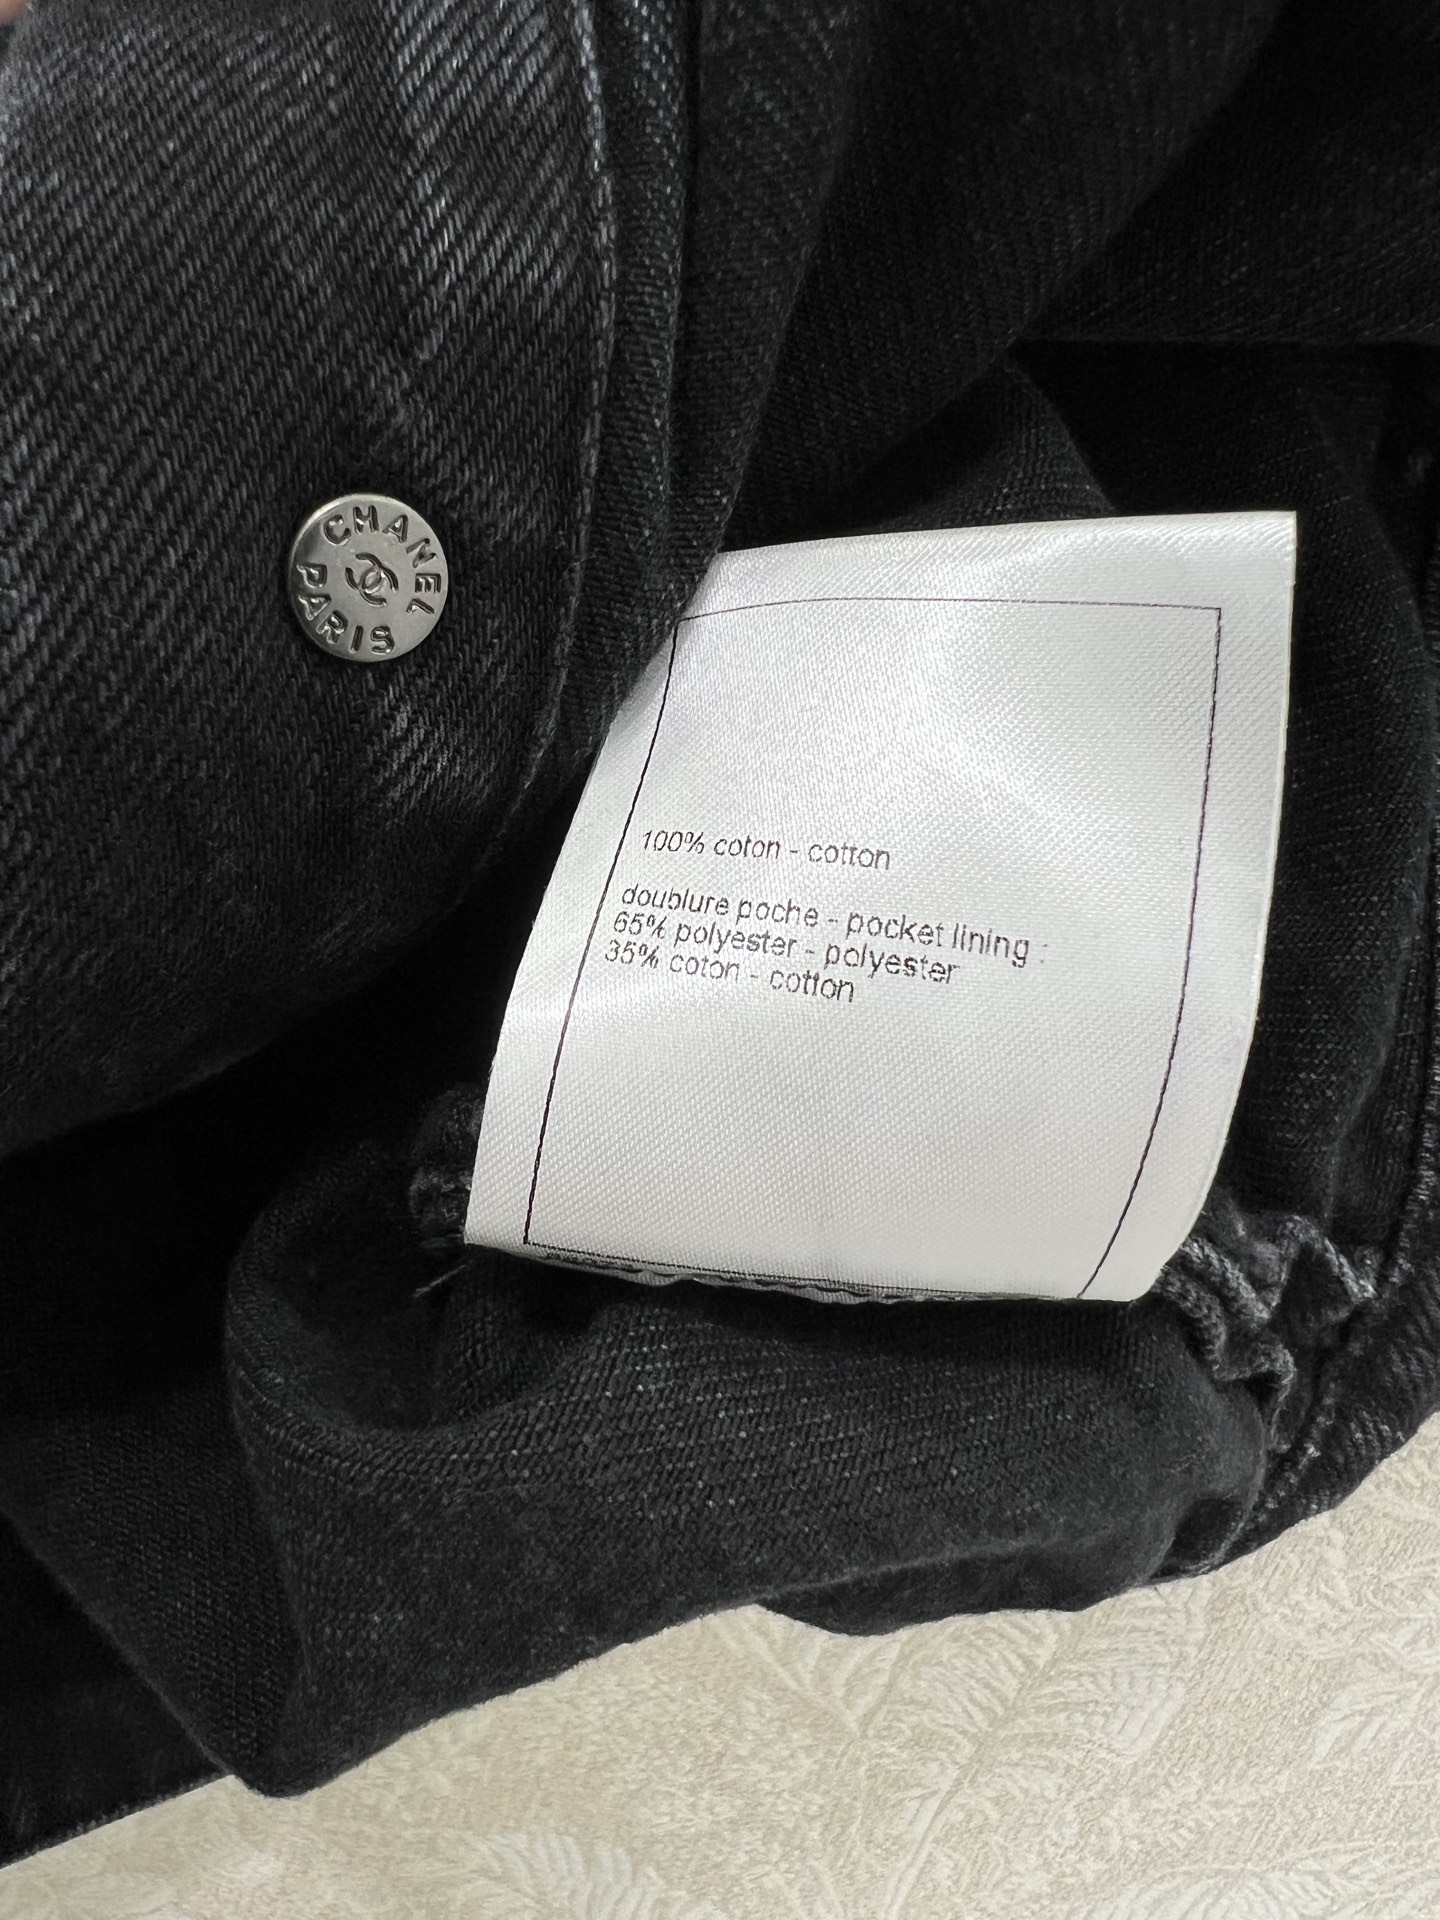 CHANEL
PARIS
100% coton - cotton
doublure poche - pocket lining :
65% polyester - polyester
35% coton - cotton